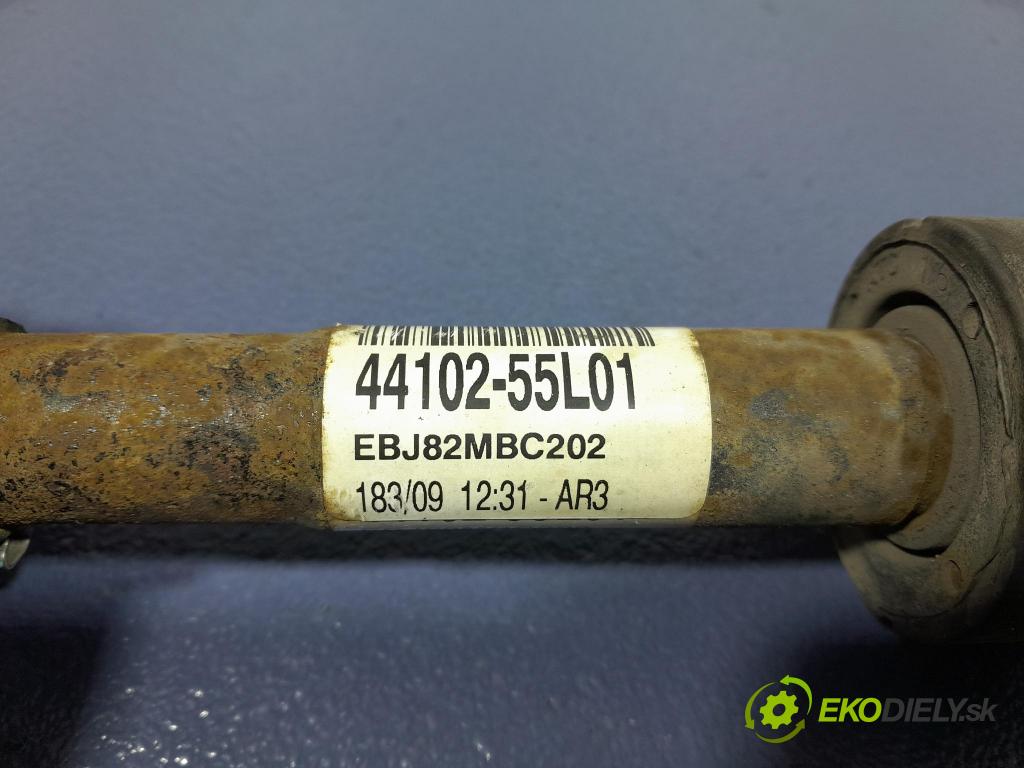 44102-55L01
EBJ82MBC202
183/09 12:31 - AR3
EKODIELY.sk